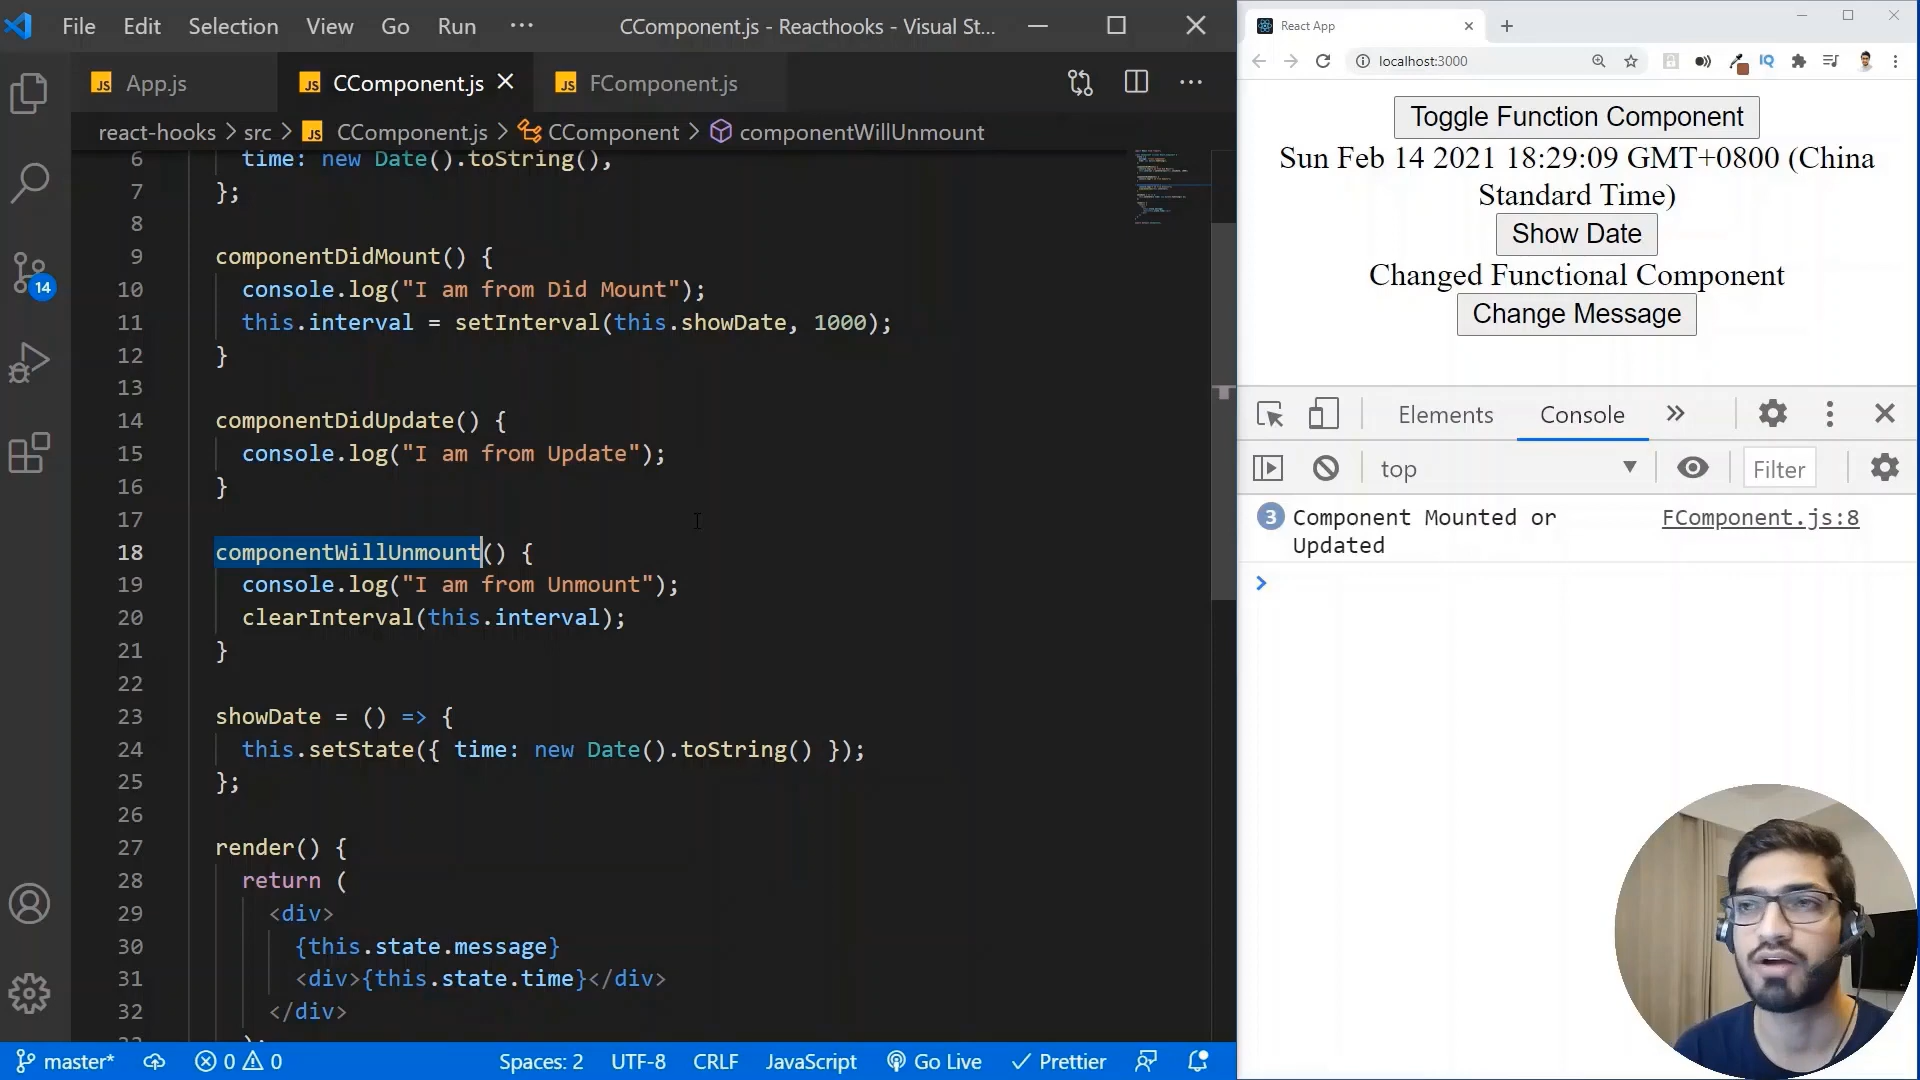 File Edit Selection View Go Run ··· CComponent.js - Reacthooks - Visual St...
JS App.js JS CComponent.js JS FComponent.js
react-hooks > src > JS CComponent.js > CComponent > componentWillUnmount
6 time: new Date().toString(),
7 };
8
9 componentDidMount() {
10 console.log("I am from Did Mount");
11 this.interval = setInterval(this.showDate, 1000);
12 }
13
14 componentDidUpdate() {
15 console.log("I am from Update");
16 }
17
18 componentWillUnmount() {
19 console.log("I am from Unmount");
20 clearInterval(this.interval);
21 }
22
23 showDate = () => {
24 this.setState({ time: new Date().toString() });
25 };
26
27 render() {
28 return (
29 <div>
30 {this.state.message}
31 <div>{this.state.time}</div>
32 </div>
14
master* 0 0 Spaces: 2 UTF-8 CRLF JavaScript Go Live Prettier
React App
localhost:3000
IQ
Toggle Function Component
Sun Feb 14 2021 18:29:09 GMT+0800 (China
Standard Time)
Show Date
Changed Functional Component
Change Message
Elements Console
top Filter
3 Component Mounted or FComponent.js:8
Updated